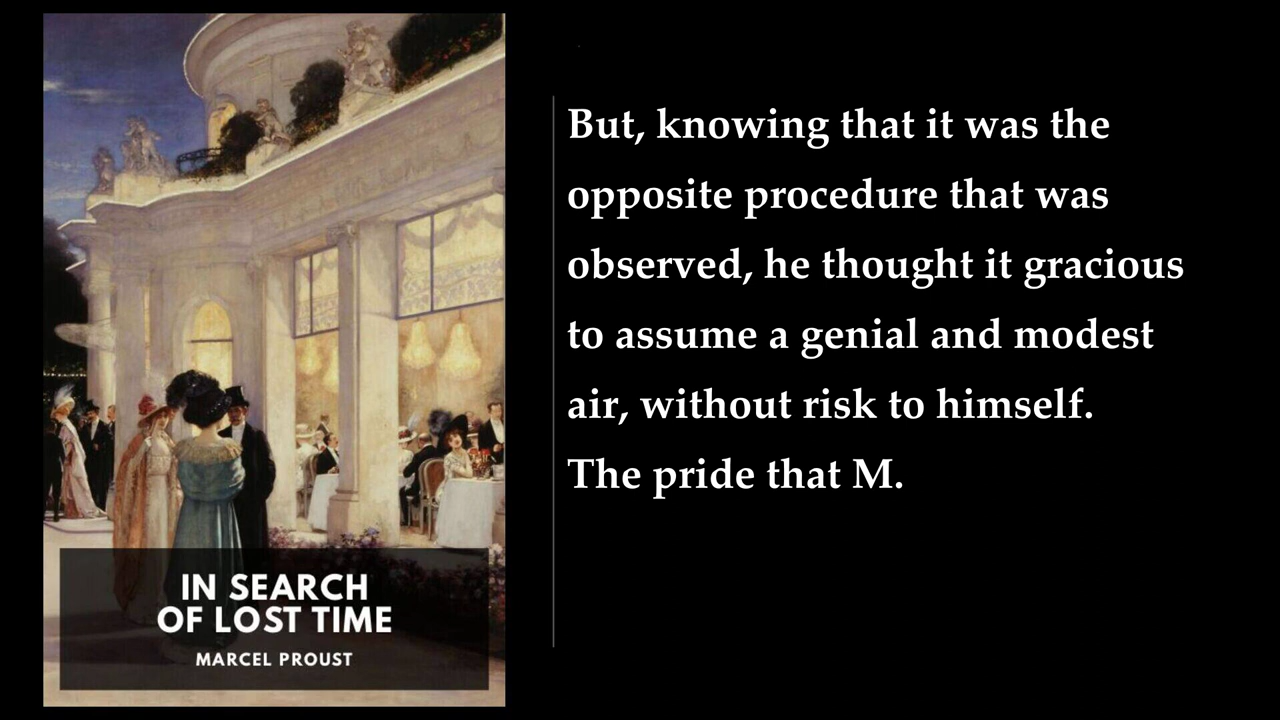 IN SEARCH
OF LOST TIME
MARCEL PROUST
But, knowing that it was the
opposite procedure that was
observed, he thought it gracious
to assume a genial and modest
air, without risk to himself.
The pride that M.